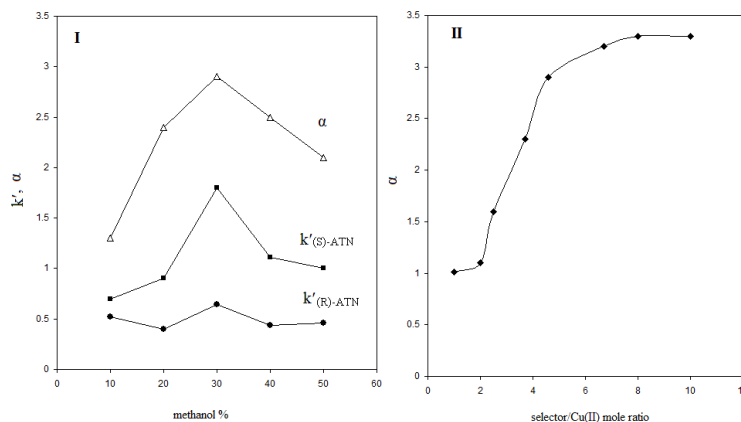 I
3.5
3
2.5
2
1.5
1
0.5
0
k', α
α
k'(S)-ATN
k'(R)-ATN
0 10 20 30 40 50 60
methanol %
II
3.5
3
2.5
2
1.5
1
0.5
0
α
0 2 4 6 8 10 12
selector/Cu(II) mole ratio